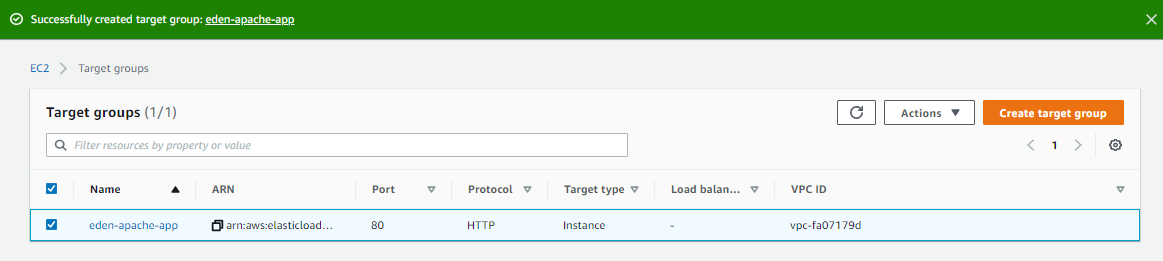 Successfully created target group: eden-apache-app
EC2 > Target groups
Target groups (1/1)
Actions
Create target group
Filter resources by property or value
1
Name ARN Port Protocol Target type Load balan... VPC ID
eden-apache-app arn:aws:elasticload... 80 HTTP Instance - vpc-fa07179d